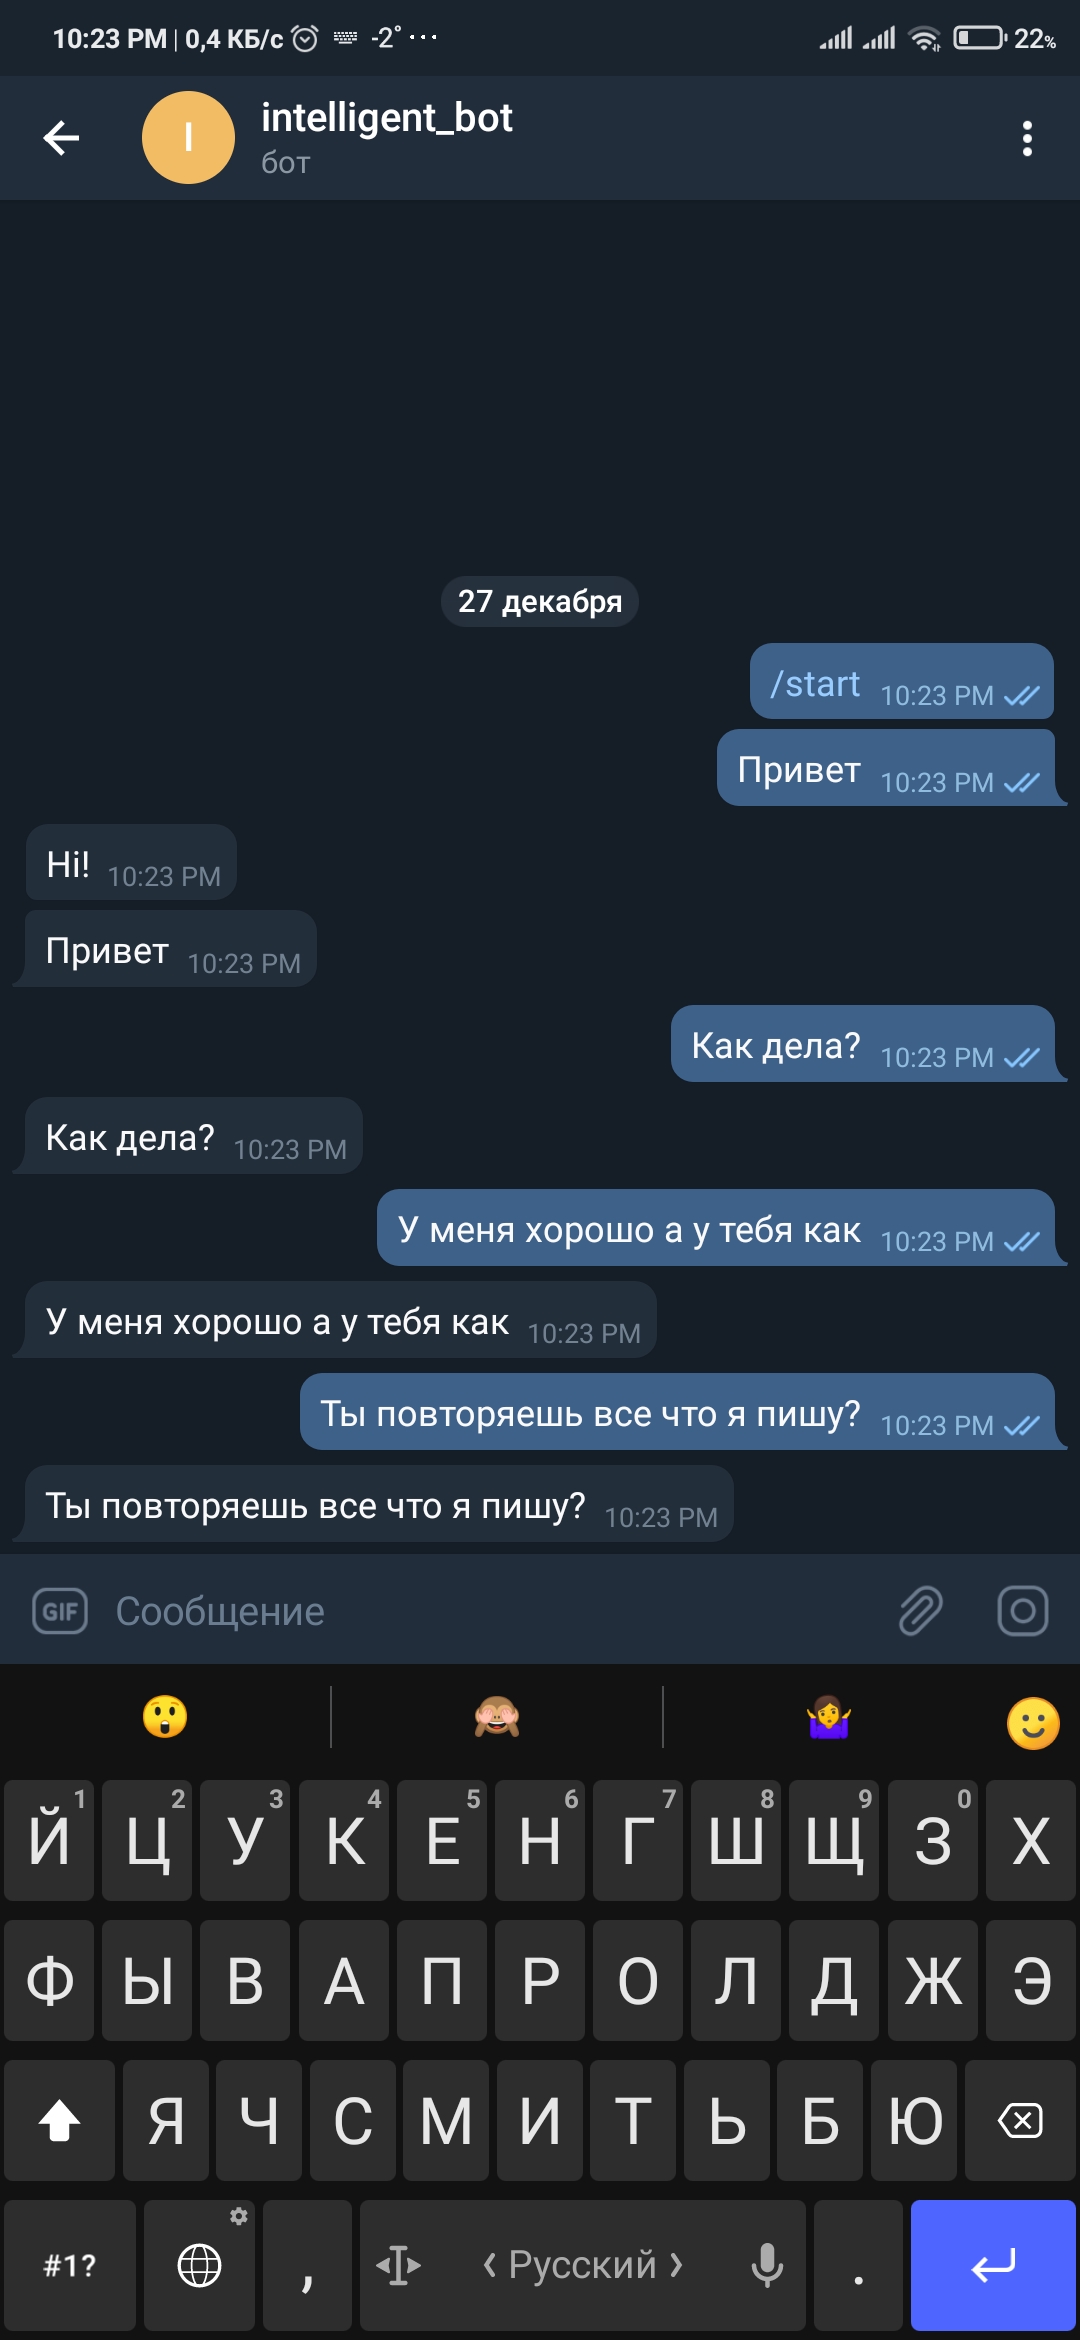 10:23 PM | 0,4 КБ/с -2° ... 22%
I
intelligent_bot
бот
27 декабря
/start 10:23 PM
Привет 10:23 PM
Hi! 10:23 PM
Привет 10:23 PM
Как дела? 10:23 PM
Как дела? 10:23 PM
У меня хорошо а у тебя как 10:23 PM
У меня хорошо а у тебя как 10:23 PM
Ты повторяешь все что я пишу? 10:23 PM
Ты повторяешь все что я пишу? 10:23 PM
GIF Сообщение
1 2 3 4 5 6 7 8 9 0
Й Ц У К Е Н Г Ш Щ З Х
Ф Ы В А П Р О Л Д Ж Э
Я Ч С М И Т Ь Б Ю
#1? , ‹ Русский › .